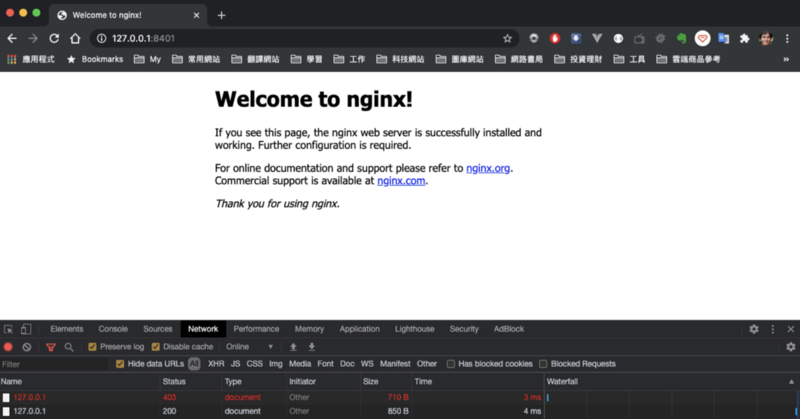 Welcome to nginx!
127.0.0.1:8401
應用程式 Bookmarks My 常用網站 翻譯網站 學習 工作 科技網站 圖庫網站 網路書局 投資理財 工具 雲端商品參考 »
Welcome to nginx!
If you see this page, the nginx web server is successfully installed and
working. Further configuration is required.
For online documentation and support please refer to nginx.org.
Commercial support is available at nginx.com.
Thank you for using nginx.
Elements Console Sources Network Performance Memory Application Lighthouse Security AdBlock
Preserve log Disable cache Online
Filter Hide data URLs All XHR JS CSS Img Media Font Doc WS Manifest Other Has blocked cookies Blocked Requests
Name Status Type Initiator Size Time Waterfall
127.0.0.1 403 document Other 710 B 3 ms
127.0.0.1 200 document Other 850 B 4 ms